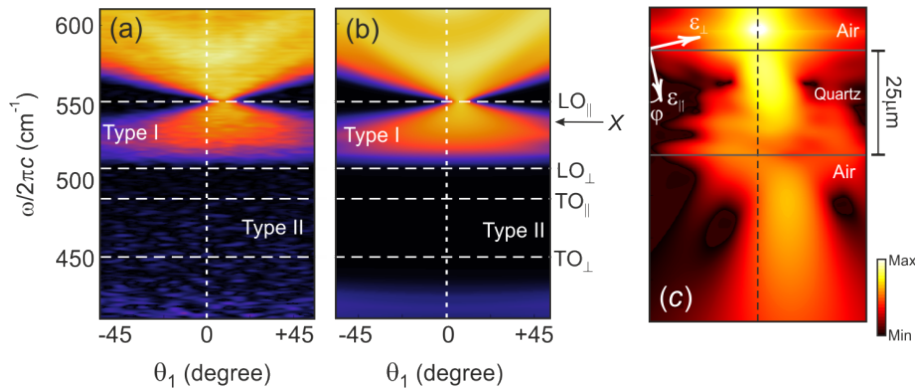 (a)
(b)
600
550
500
450
ω/2πc (cm⁻¹)
Type I
Type II
-45
0
+45
θ₁ (degree)
Type I
Type II
-45
0
+45
θ₁ (degree)
LO∥
X
LO⊥
TO∥
TO⊥
ε⊥
Air
ε∥
φ
Quartz
25μm
Air
(c)
Max
Min